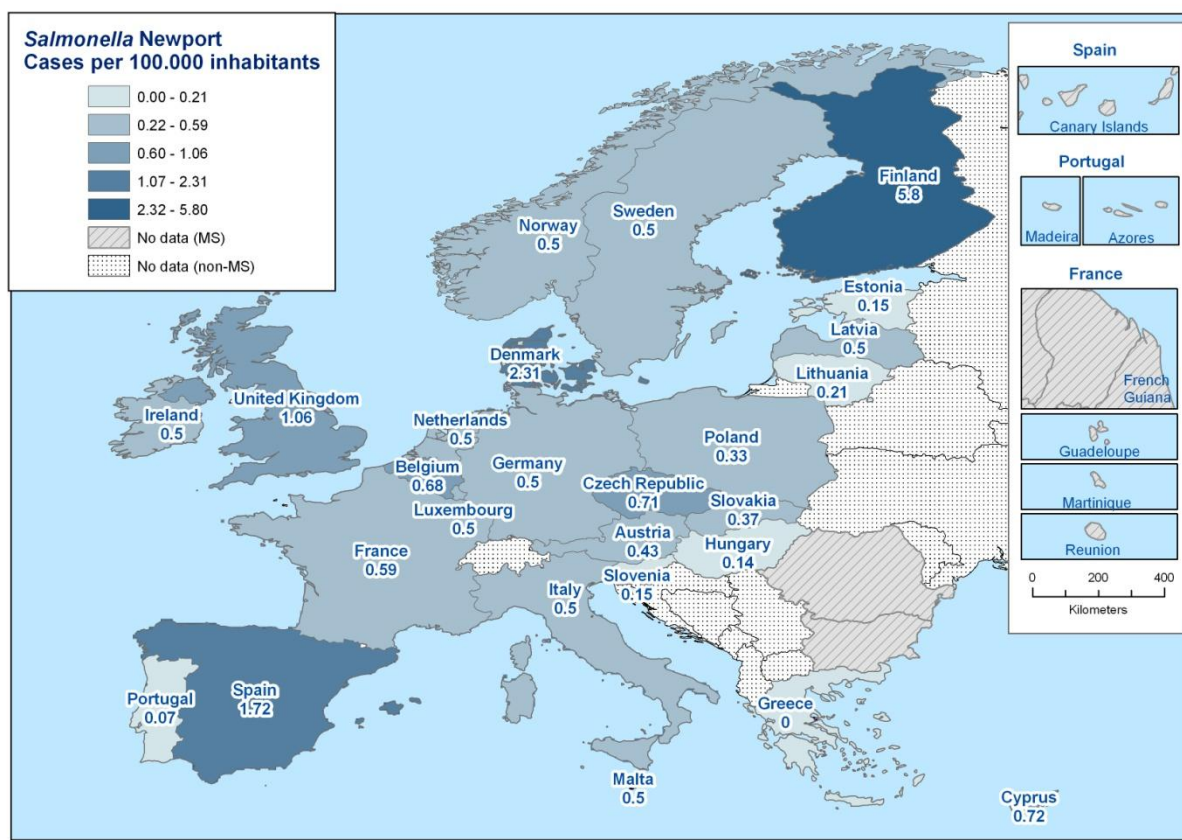 Salmonella Newport
Cases per 100.000 inhabitants
0.00 - 0.21
0.22 - 0.59
0.60 - 1.06
1.07 - 2.31
2.32 - 5.80
No data (MS)
No data (non-MS)
Finland
5.8
Norway
0.5
Sweden
0.5
Estonia
0.15
Latvia
0.5
Lithuania
0.21
Denmark
2.31
United Kingdom
1.06
Ireland
0.5
Netherlands
0.5
Belgium
0.68
Luxembourg
0.5
Germany
0.5
Poland
0.33
Czech Republic
0.71
Slovakia
0.37
Austria
0.43
Hungary
0.14
Slovenia
0.15
France
0.59
Italy
0.5
Portugal
0.07
Spain
1.72
Greece
0
Malta
0.5
Cyprus
0.72
Spain
Canary Islands
Portugal
Madeira
Azores
France
French
Guiana
Guadeloupe
Martinique
Reunion
0 200 400
Kilometers